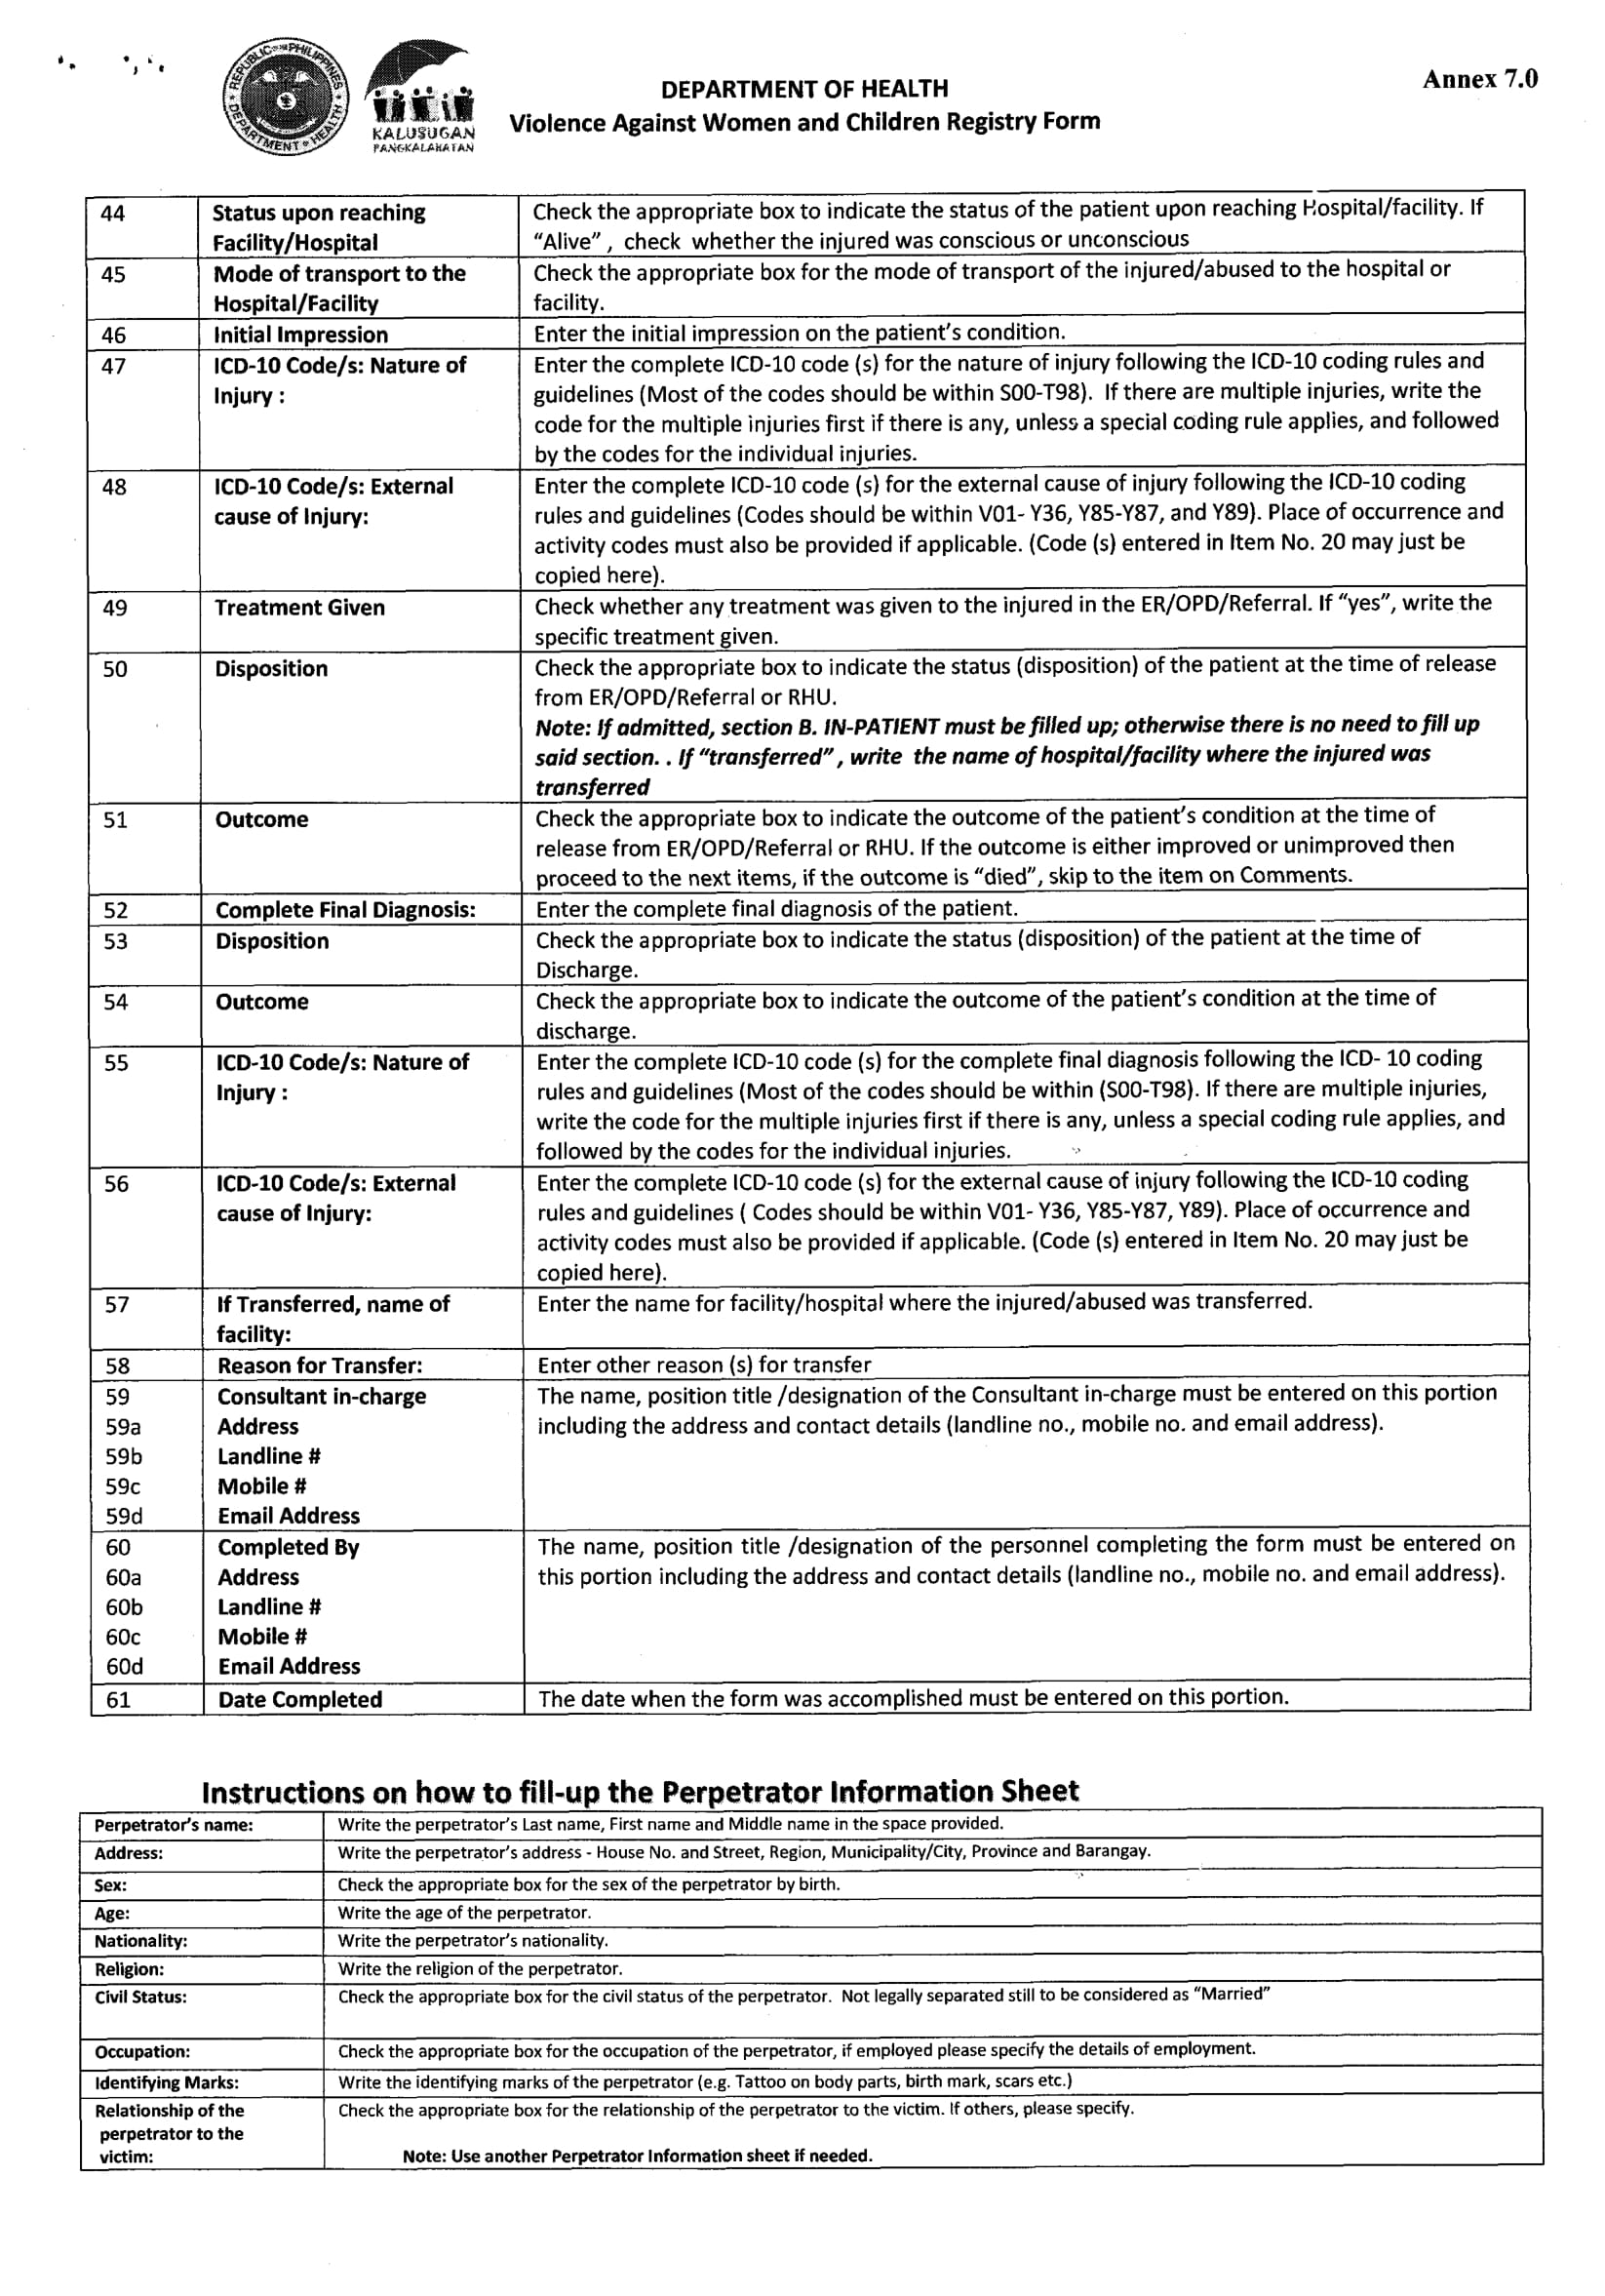 REPUBLIC OF THE PHILIPPINES
DEPARTMENT OF HEALTH
KALUSUGAN
PANGKALAHATAN
DEPARTMENT OF HEALTH
Violence Against Women and Children Registry Form
Annex 7.0
44 Status upon reaching Check the appropriate box to indicate the status of the patient upon reaching Hospital/facility. If
Facility/Hospital "Alive" , check whether the injured was conscious or unconscious
45 Mode of transport to the Check the appropriate box for the mode of transport of the injured/abused to the hospital or
Hospital/Facility facility.
46 Initial Impression Enter the initial impression on the patient's condition.
47 ICD-10 Code/s: Nature of Enter the complete ICD-10 code (s) for the nature of injury following the ICD-10 coding rules and
Injury : guidelines (Most of the codes should be within S00-T98). If there are multiple injuries, write the
code for the multiple injuries first if there is any, unless a special coding rule applies, and followed
by the codes for the individual injuries.
48 ICD-10 Code/s: External Enter the complete ICD-10 code (s) for the external cause of injury following the ICD-10 coding
cause of Injury: rules and guidelines (Codes should be within V01- Y36, Y85-Y87, and Y89). Place of occurrence and
activity codes must also be provided if applicable. (Code (s) entered in Item No. 20 may just be
copied here).
49 Treatment Given Check whether any treatment was given to the injured in the ER/OPD/Referral. If "yes", write the
specific treatment given.
50 Disposition Check the appropriate box to indicate the status (disposition) of the patient at the time of release
from ER/OPD/Referral or RHU.
Note: If admitted, section B. IN-PATIENT must be filled up; otherwise there is no need to fill up
said section. . If "transferred" , write the name of hospital/facility where the injured was
transferred
51 Outcome Check the appropriate box to indicate the outcome of the patient's condition at the time of
release from ER/OPD/Referral or RHU. If the outcome is either improved or unimproved then
proceed to the next items, if the outcome is "died", skip to the item on Comments.
52 Complete Final Diagnosis: Enter the complete final diagnosis of the patient.
53 Disposition Check the appropriate box to indicate the status (disposition) of the patient at the time of
Discharge.
54 Outcome Check the appropriate box to indicate the outcome of the patient's condition at the time of
discharge.
55 ICD-10 Code/s: Nature of Enter the complete ICD-10 code (s) for the complete final diagnosis following the ICD- 10 coding
Injury : rules and guidelines (Most of the codes should be within (S00-T98). If there are multiple injuries,
write the code for the multiple injuries first if there is any, unless a special coding rule applies, and
followed by the codes for the individual injuries.
56 ICD-10 Code/s: External Enter the complete ICD-10 code (s) for the external cause of injury following the ICD-10 coding
cause of Injury: rules and guidelines ( Codes should be within V01- Y36, Y85-Y87, Y89). Place of occurrence and
activity codes must also be provided if applicable. (Code (s) entered in Item No. 20 may just be
copied here).
57 If Transferred, name of Enter the name for facility/hospital where the injured/abused was transferred.
facility:
58 Reason for Transfer: Enter other reason (s) for transfer
59 Consultant in-charge The name, position title /designation of the Consultant in-charge must be entered on this portion
59a Address including the address and contact details (landline no., mobile no. and email address).
59b Landline #
59c Mobile #
59d Email Address
60 Completed By The name, position title /designation of the personnel completing the form must be entered on
60a Address this portion including the address and contact details (landline no., mobile no. and email address).
60b Landline #
60c Mobile #
60d Email Address
61 Date Completed The date when the form was accomplished must be entered on this portion.
Instructions on how to fill-up the Perpetrator Information Sheet
Perpetrator's name: Write the perpetrator's Last name, First name and Middle name in the space provided.
Address: Write the perpetrator's address - House No. and Street, Region, Municipality/City, Province and Barangay.
Sex: Check the appropriate box for the sex of the perpetrator by birth.
Age: Write the age of the perpetrator.
Nationality: Write the perpetrator's nationality.
Religion: Write the religion of the perpetrator.
Civil Status: Check the appropriate box for the civil status of the perpetrator. Not legally separated still to be considered as "Married"
Occupation: Check the appropriate box for the occupation of the perpetrator, if employed please specify the details of employment.
Identifying Marks: Write the identifying marks of the perpetrator (e.g. Tattoo on body parts, birth mark, scars etc.)
Relationship of the Check the appropriate box for the relationship of the perpetrator to the victim. If others, please specify.
perpetrator to the
victim: Note: Use another Perpetrator Information sheet if needed.